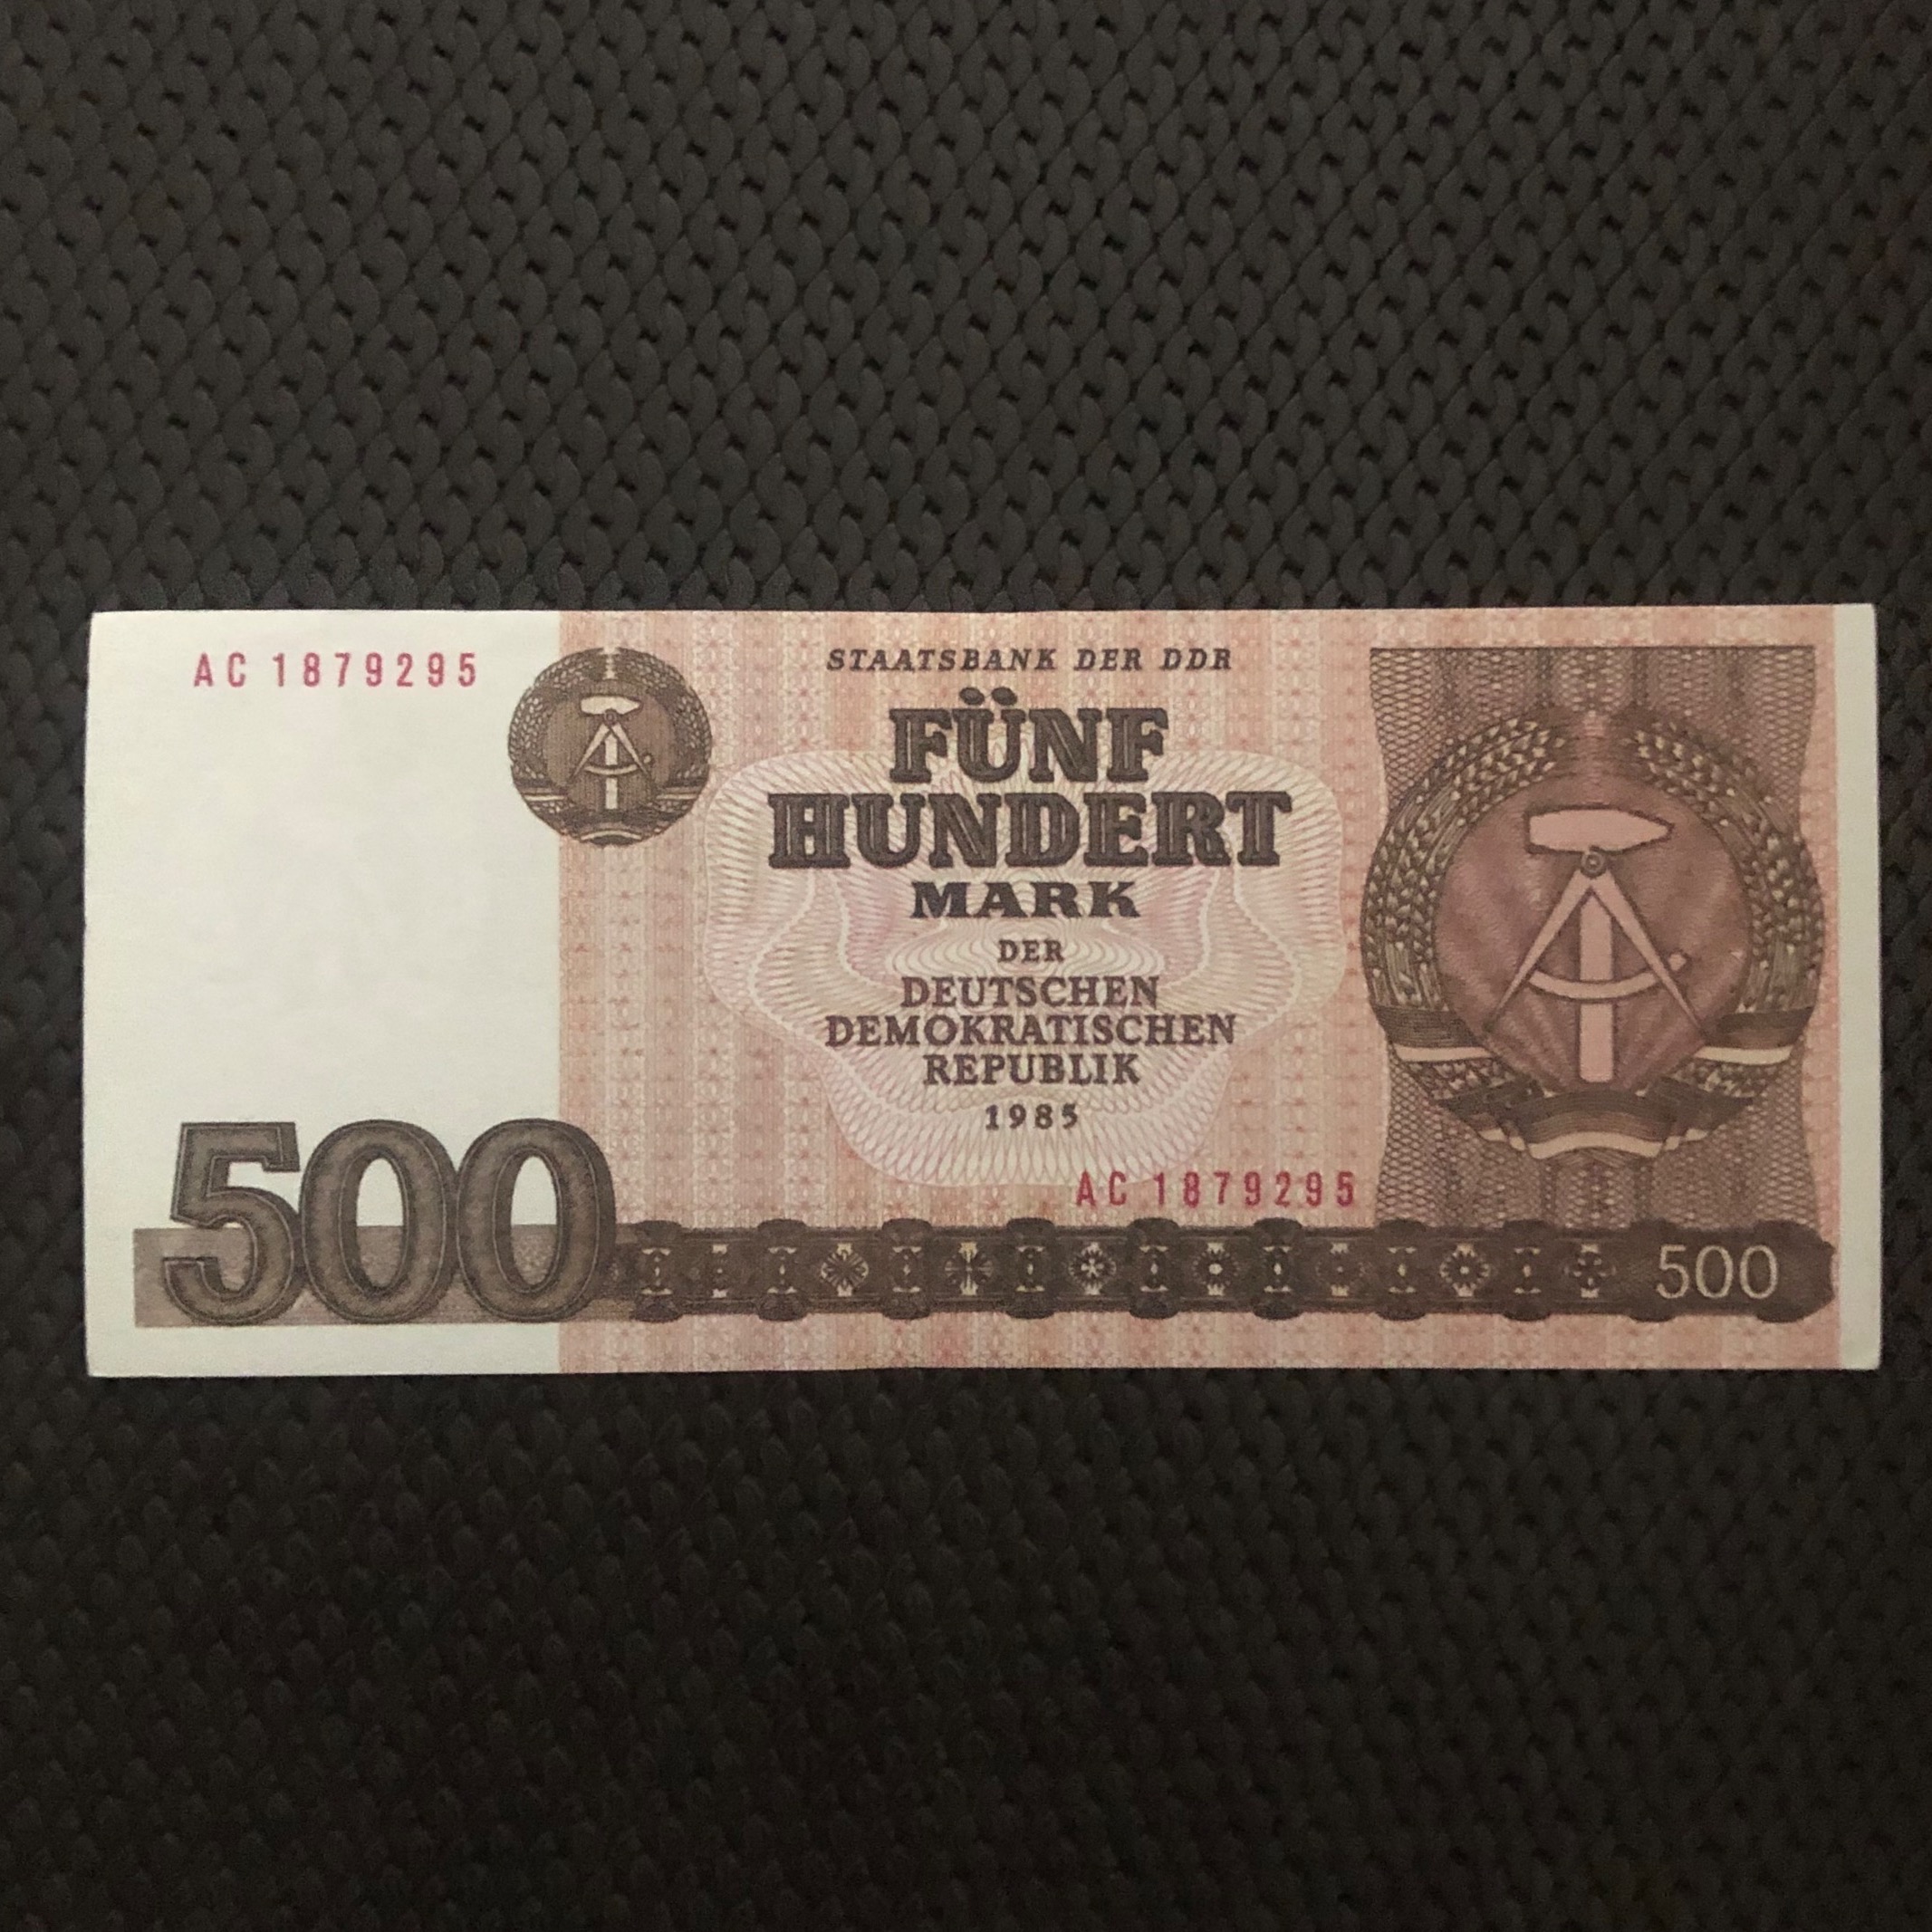 AC 1879295
STAATSBANK DER DDR
FÜNF
HUNDERT
MARK
DER
DEUTSCHEN
DEMOKRATISCHEN
REPUBLIK
1985
AC 1879295
500
500